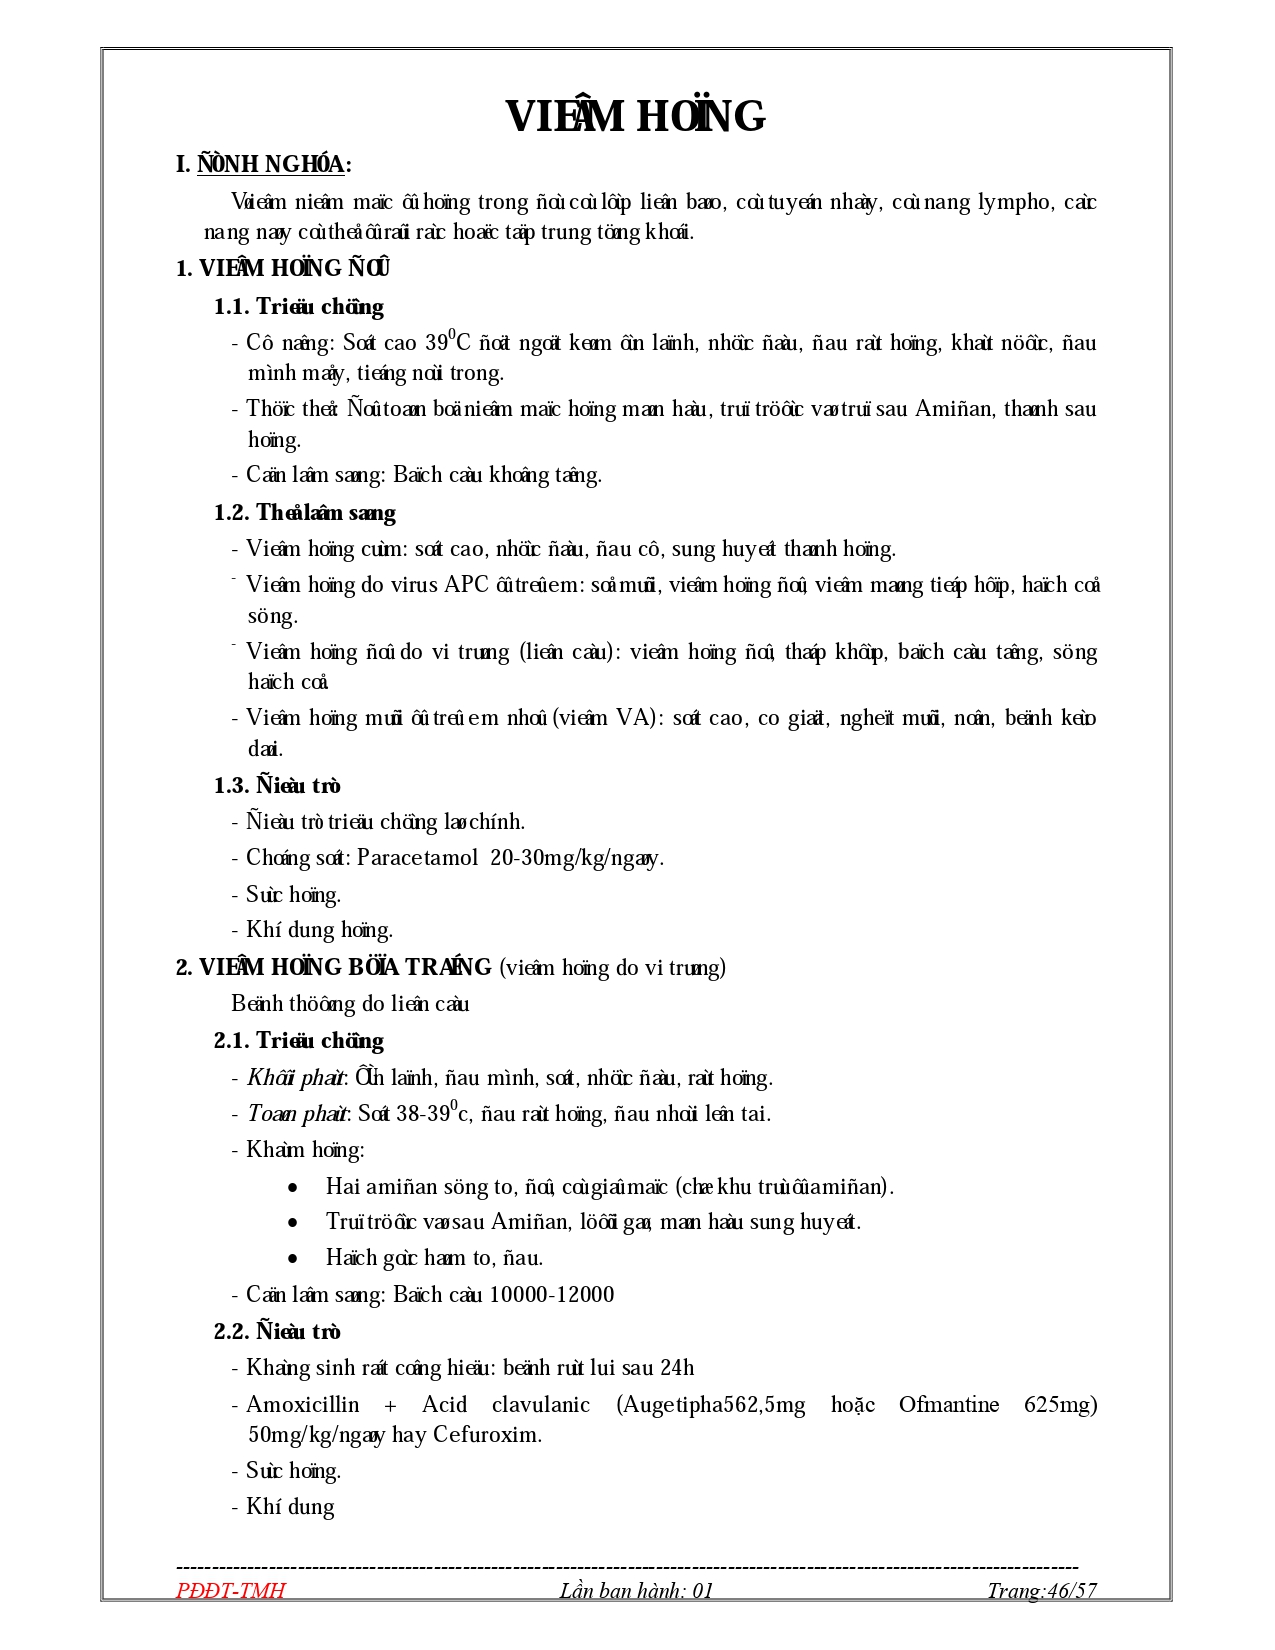 VIEÂM HOÏNG
I. ÑÒNH NGHÓA:
Vøieâm nieâm maïc ôû hoïng trong ñoù coù lôùp lieân baøo, coù tuyeán nhaày, coù nang lympho, caùc
nang naøy coù theå ôû raûi raùc hoaëc taäp trung töøng khoái.
1. VIEÂM HOÏNG ÑOÛ
1.1. Trieäu chöùng
- Cô naêng: Soát cao 39⁰C ñoät ngoät keøm ôùn laïnh, nhöùc ñaàu, ñau raùt hoïng, khaùt nöôùc, ñau
mình maåy, tieáng noùi trong.
- Thöïc theå: Ñoû toaøn boä nieâm maïc hoïng maøn haàu, truï tröôùc vaø truï sau Amiñan, thaønh sau
hoïng.
- Caän laâm saøng: Baïch caàu khoâng taêng.
1.2. Theå laâm saøng
- Vieâm hoïng cuùm: soát cao, nhöùc ñaàu, ñau cô, sung huyeát thaønh hoïng.
- Vieâm hoïng do virus APC ôû treû em: soå muõi, vieâm hoïng ñoû, vieâm maøng tieáp hôïp, haïch coå
söng.
- Vieâm hoïng ñoû do vi truøng (lieân caàu): vieâm hoïng ñoû, thaáp khôùp, baïch caàu taêng, söng
haïch coå.
- Vieâm hoïng muõi ôû treû em nhoû (vieâm VA): soát cao, co giaät, ngheït muõi, noân, beänh keùo
daøi.
1.3. Ñieàu trò
- Ñieàu trò trieäu chöùng laø chính.
- Choáng soát: Paracetamol 20-30mg/kg/ngaøy.
- Suùc hoïng.
- Khí dung hoïng.
2. VIEÂM HOÏNG BÖÏA TRAÉNG (vieâm hoïng do vi truøng)
Beänh thöôøng do lieân caàu
2.1. Trieäu chöùng
- Khôûi phaùt: ÔÙn laïnh, ñau mình, soát, nhöùc ñaàu, raùt hoïng.
- Toaøn phaùt: Soát 38-39⁰c, ñau raùt hoïng, ñau nhoùi leân tai.
- Khaùm hoïng:
• Hai amiñan söng to, ñoû, coù giaû maïc (chæ khu truù ôû amiñan).
• Truï tröôùc vaø sau Amiñan, löôõi gaø, maøn haàu sung huyeát.
• Haïch goùc haøm to, ñau.
- Caän laâm saøng: Baïch caàu 10000-12000
2.2. Ñieàu trò
- Khaùng sinh raát coâng hieäu: beänh ruùt lui sau 24h
- Amoxicillin + Acid clavulanic (Augetipha562,5mg hoặc Ofmantine 625mg)
50mg/kg/ngaøy hay Cefuroxim.
- Suùc hoïng.
- Khí dung
PĐĐT-TMH Lần ban hành: 01 Trang:46/57